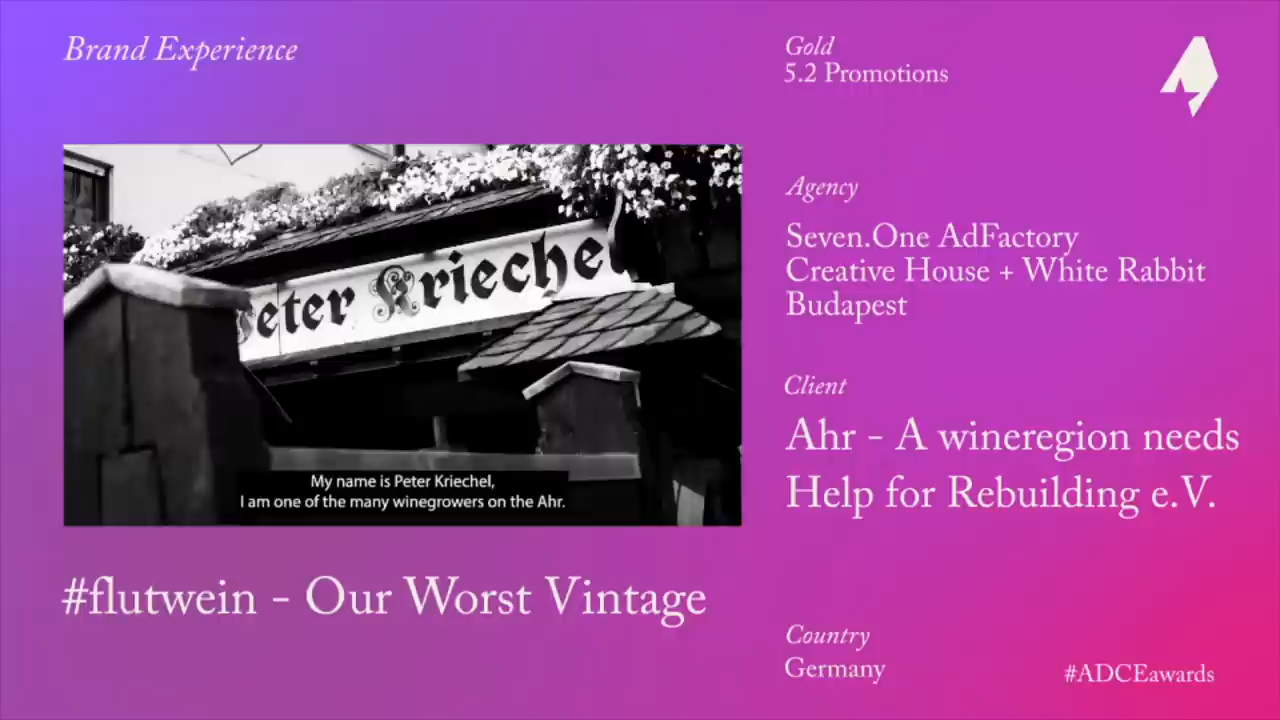 Brand Experience
Gold
5.2 Promotions
Peter Kriechel
My name is Peter Kriechel,
I am one of the many winegrowers on the Ahr.
#flutwein - Our Worst Vintage
Agency
Seven.One AdFactory
Creative House + White Rabbit
Budapest
Client
Ahr - A wineregion needs
Help for Rebuilding e.V.
Country
Germany
#ADCEawards